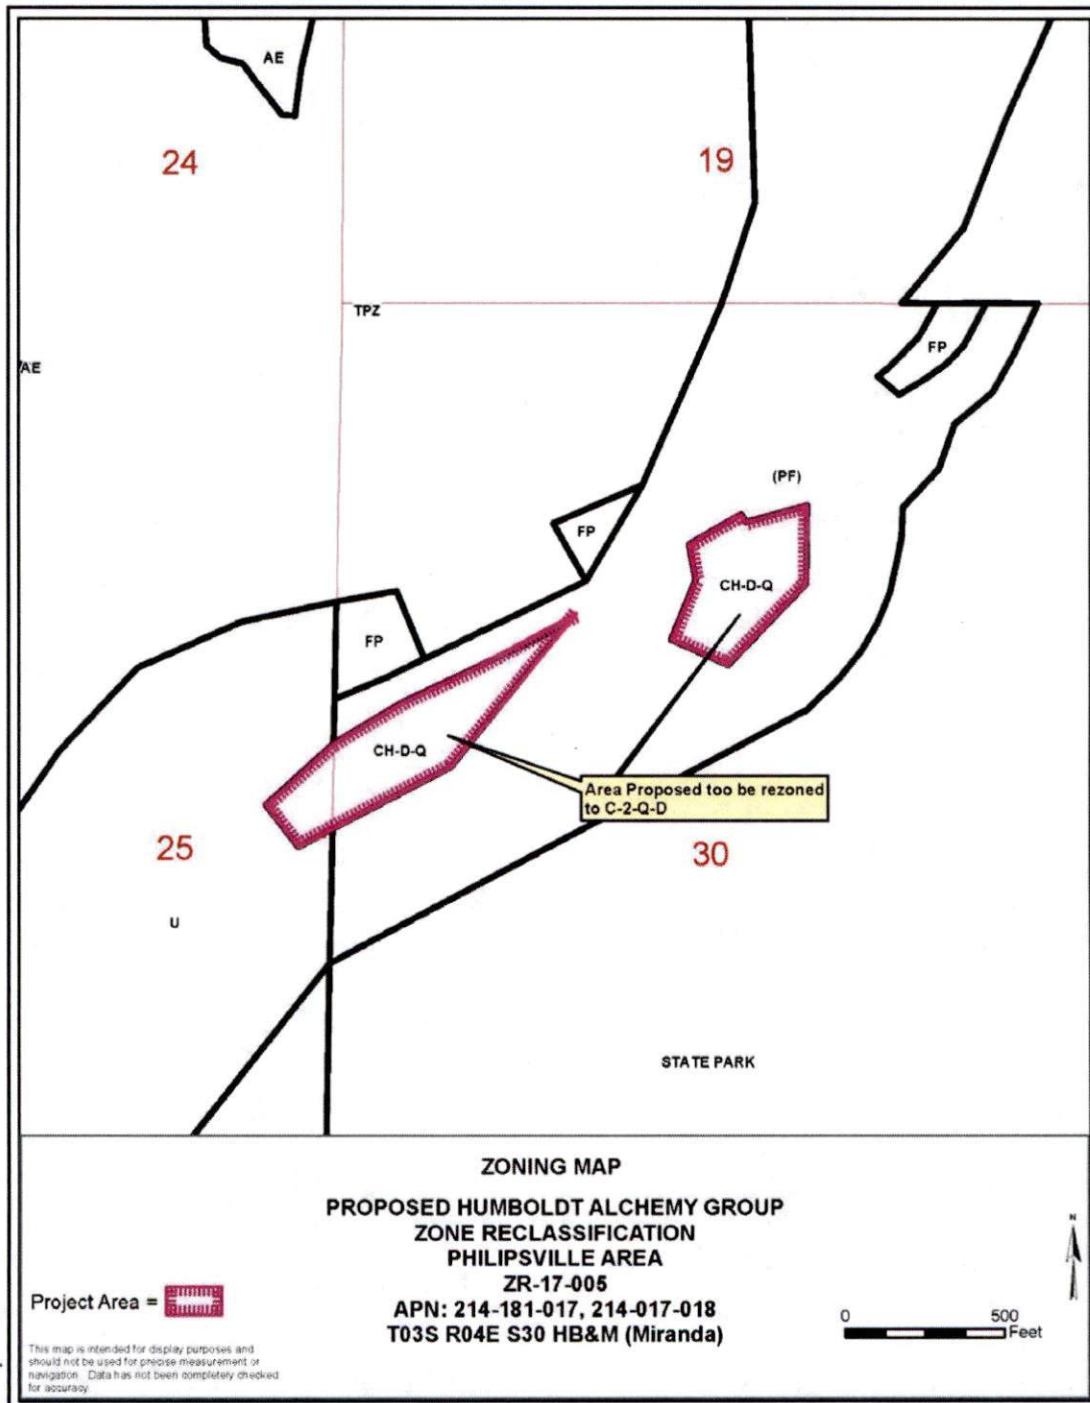 AE
24
19
TPZ
AE
FP
(PF)
FP
CH-D-Q
FP
CH-D-Q
Area Proposed too be rezoned
to C-2-Q-D
25
30
U
STATE PARK
ZONING MAP
PROPOSED HUMBOLDT ALCHEMY GROUP
ZONE RECLASSIFICATION
PHILIPSVILLE AREA
ZR-17-005
APN: 214-181-017, 214-017-018
T03S R04E S30 HB&M (Miranda)
Project Area =
This map is intended for display purposes and
should not be used for precise measurement or
navigation. Data has not been completely checked
for accuracy.
N
0 500
Feet